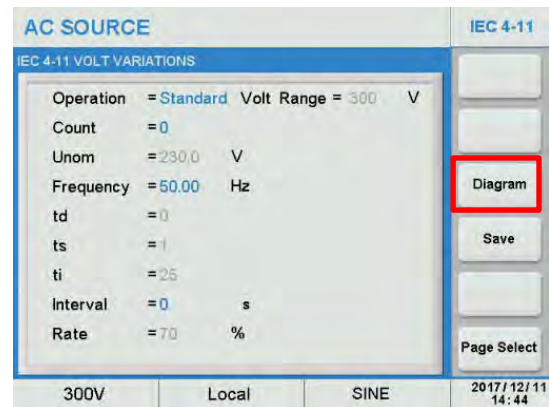 AC SOURCE
IEC 4-11
IEC 4-11 VOLT VARIATIONS
Operation =Standard Volt Range = 300 V
Count =0
Unom =230.0 V
Frequency =50.00 Hz
Diagram
td =0
ts =1
Save
ti =25
Interval =0 s
Rate =70 %
Page Select
300V Local SINE
2017/12/11
14:44